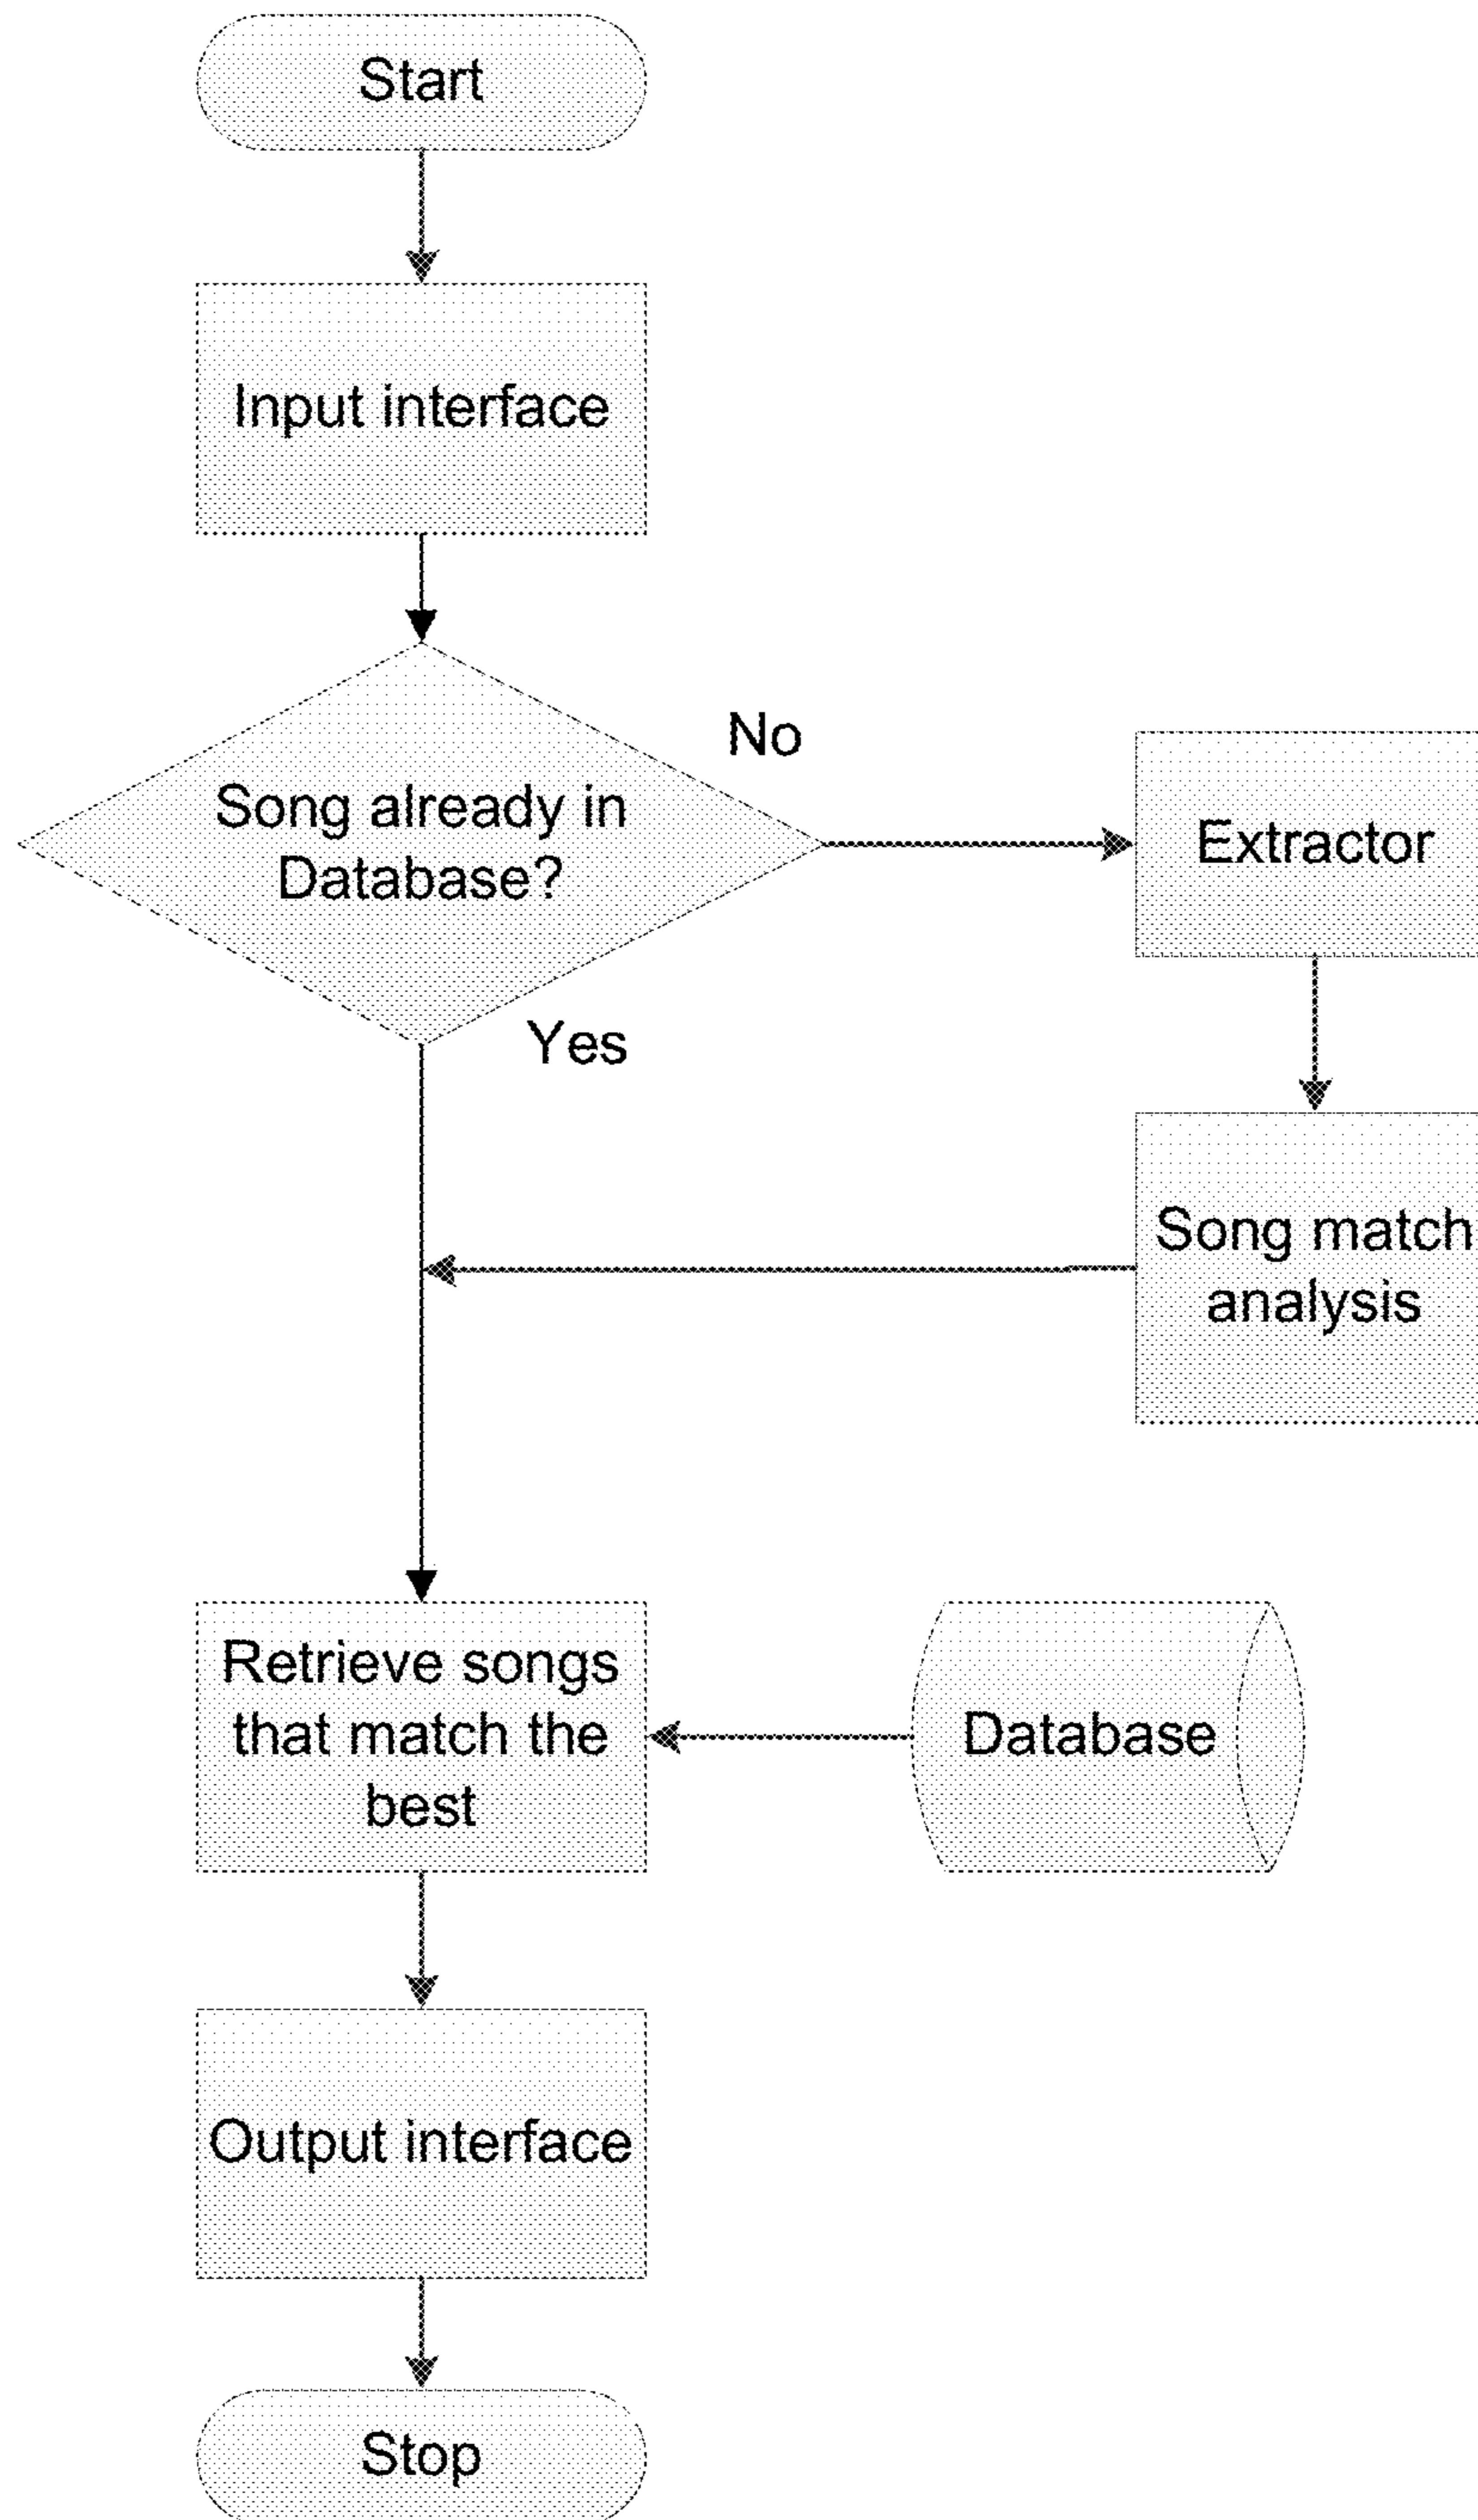 Start
Input interface
No
Song already in
Database?
Extractor
Yes
Song match
analysis
Retrieve songs
that match the
best
Database
Output interface
Stop